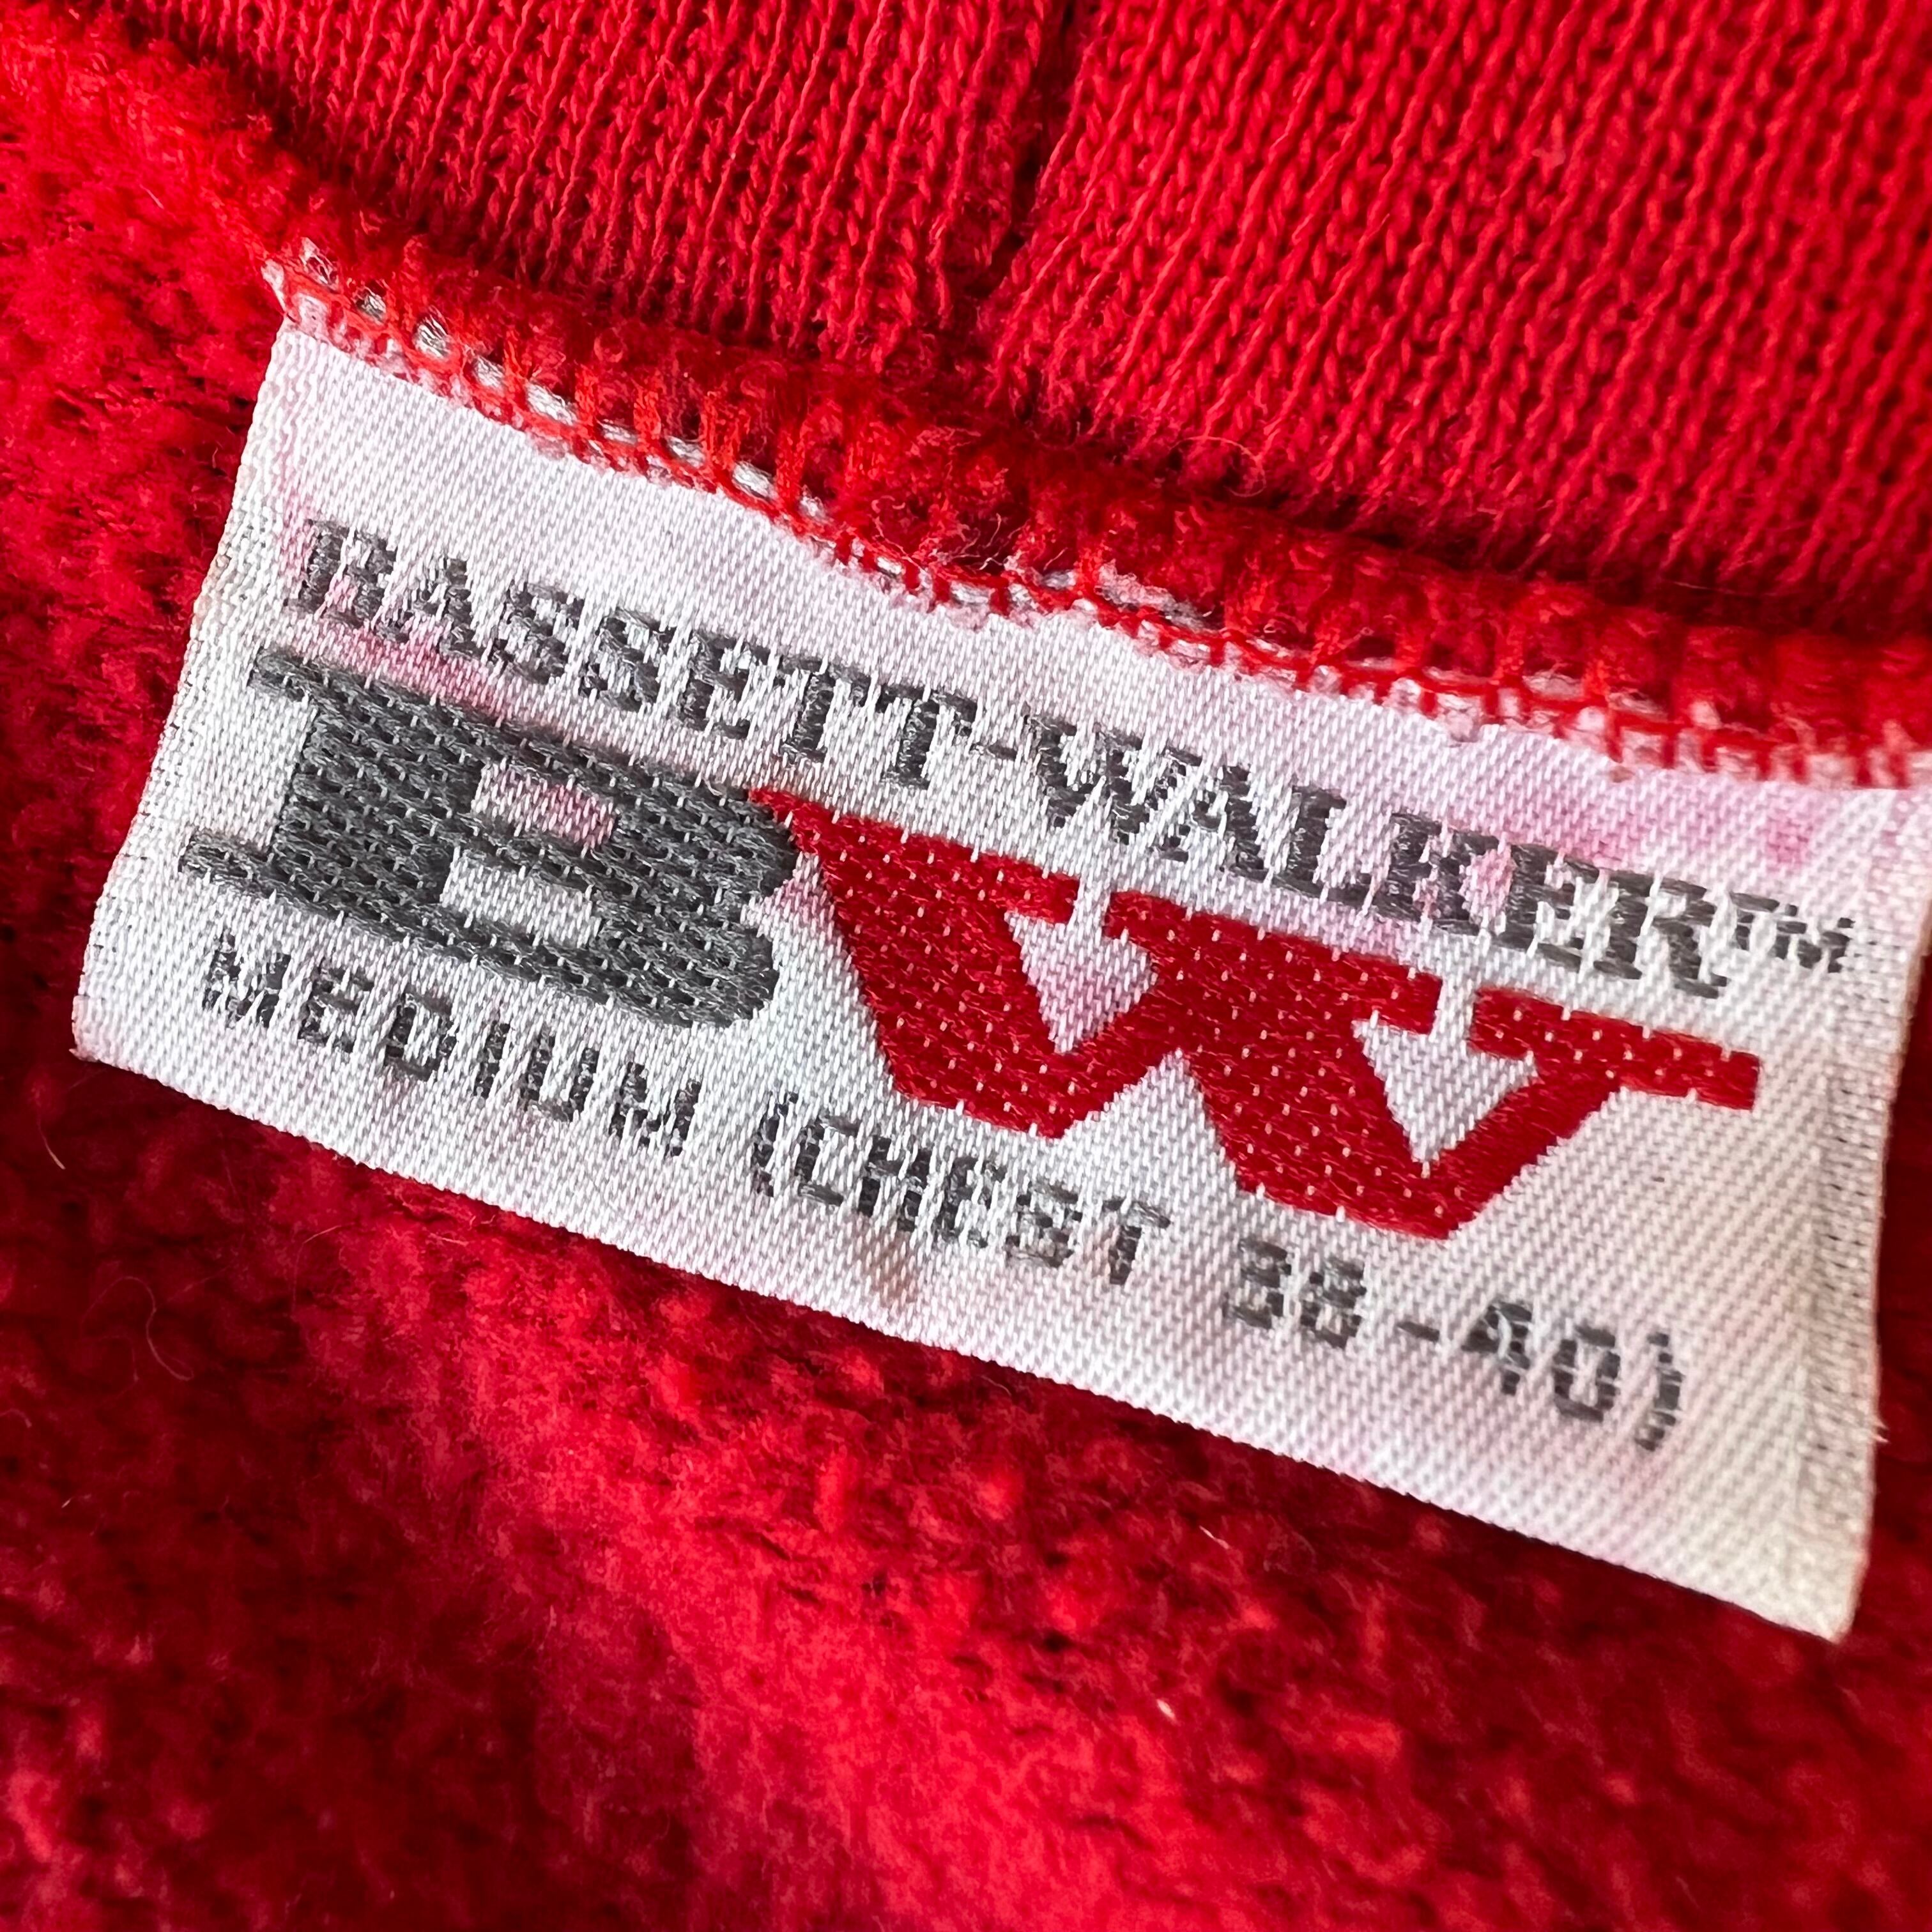 BASSETT-WALKER™
BW
MEDIUM (CHEST 38-40)